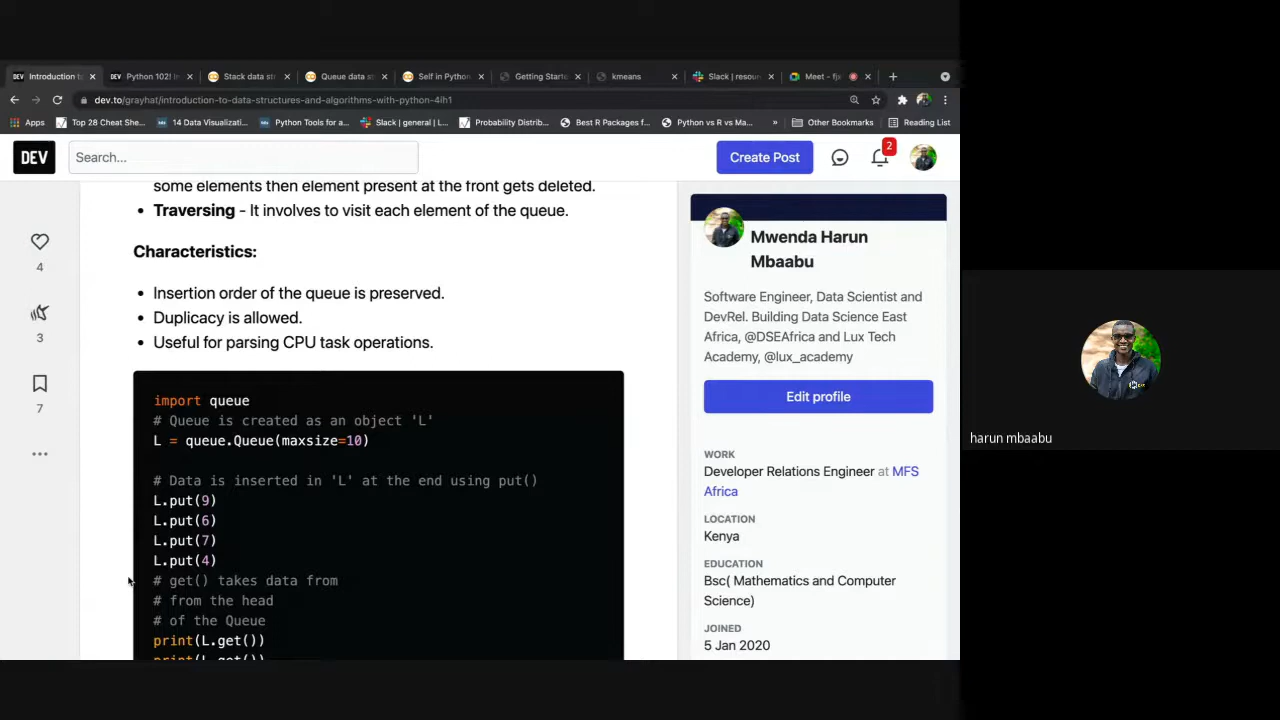 DEV Introduction to
DEV Python 102! In
Stack data str
Queue data s
Self in Python
Getting Starte
kmeans
Slack | resour
Meet - fjx
dev.to/grayhat/introduction-to-data-structures-and-algorithms-with-python-4lh1
Apps
Top 28 Cheat She...
14 Data Visualizati...
Python Tools for a...
Slack | general | L...
Probability Distrib...
Best R Packages f...
Python vs R vs Ma...
»
Other Bookmarks
Reading List
DEV
Search...
Create Post
2
some elements then element present at the front gets deleted.
• Traversing - It involves to visit each element of the queue.
Characteristics:
• Insertion order of the queue is preserved.
• Duplicacy is allowed.
• Useful for parsing CPU task operations.
4
3
7
import queue
# Queue is created as an object 'L'
L = queue.Queue(maxsize=10)
# Data is inserted in 'L' at the end using put()
L.put(9)
L.put(6)
L.put(7)
L.put(4)
# get() takes data from
# from the head
# of the Queue
print(L.get())
print(L.get())
Mwenda Harun
Mbaabu
Software Engineer, Data Scientist and
DevRel. Building Data Science East
Africa, @DSEAfrica and Lux Tech
Academy, @lux_academy
Edit profile
WORK
Developer Relations Engineer at MFS
Africa
LOCATION
Kenya
EDUCATION
Bsc( Mathematics and Computer
Science)
JOINED
5 Jan 2020
harun mbaabu